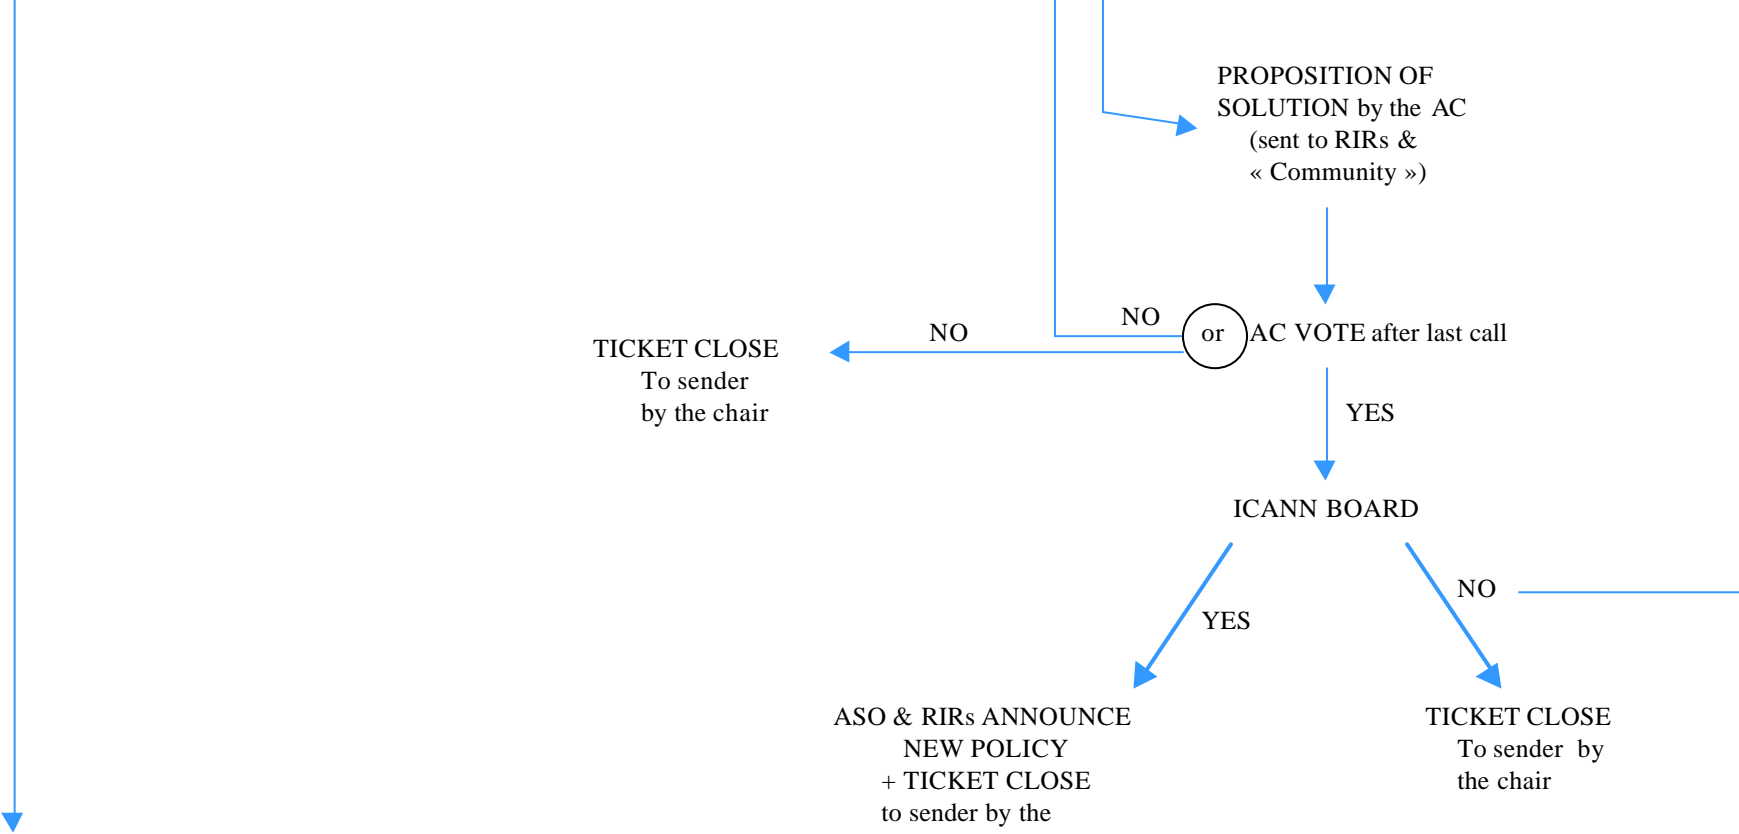 PROPOSITION OF
SOLUTION by the AC
(sent to RIRs &
« Community »)
NO
NO
or
AC VOTE after last call
TICKET CLOSE
To sender
by the chair
YES
ICANN BOARD
NO
YES
ASO & RIRs ANNOUNCE
NEW POLICY
+ TICKET CLOSE
to sender by the
TICKET CLOSE
To sender by
the chair